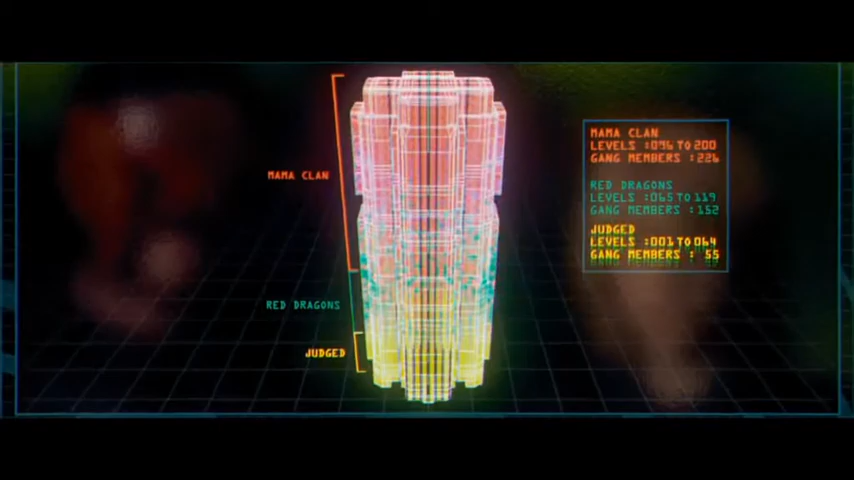 MAMA CLAN
RED DRAGONS
JUDGED
MAMA CLAN
LEVELS :096 TO 200
GANG MEMBERS :226
RED DRAGONS
LEVELS :065 TO 119
GANG MEMBERS :152
JUDGED
LEVELS :001 TO 064
GANG MEMBERS : 55